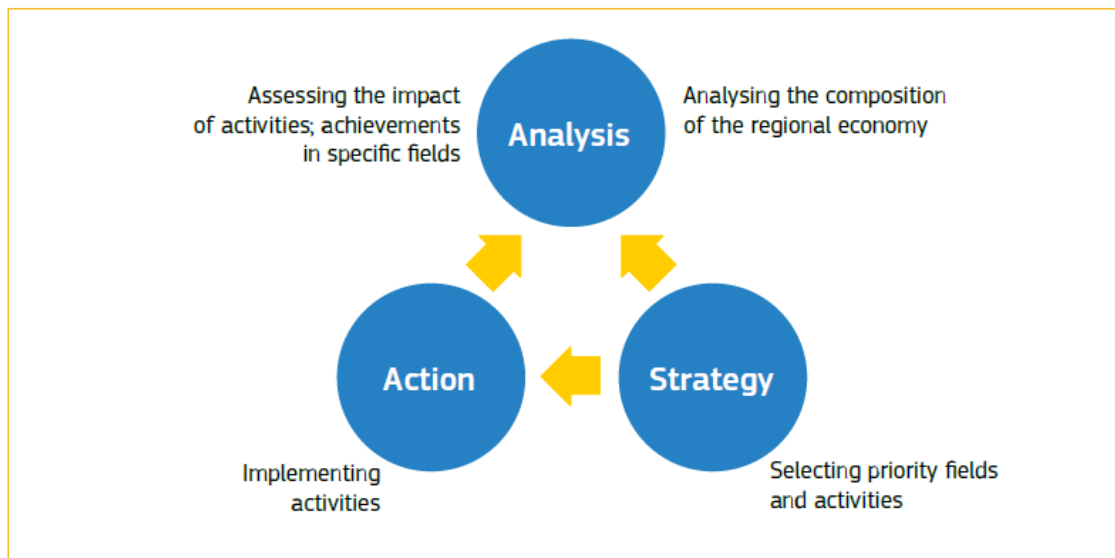 Assessing the impact
of activities; achievements
in specific fields
Analysis
Analysing the composition
of the regional economy
Action
Strategy
Implementing
activities
Selecting priority fields
and activities